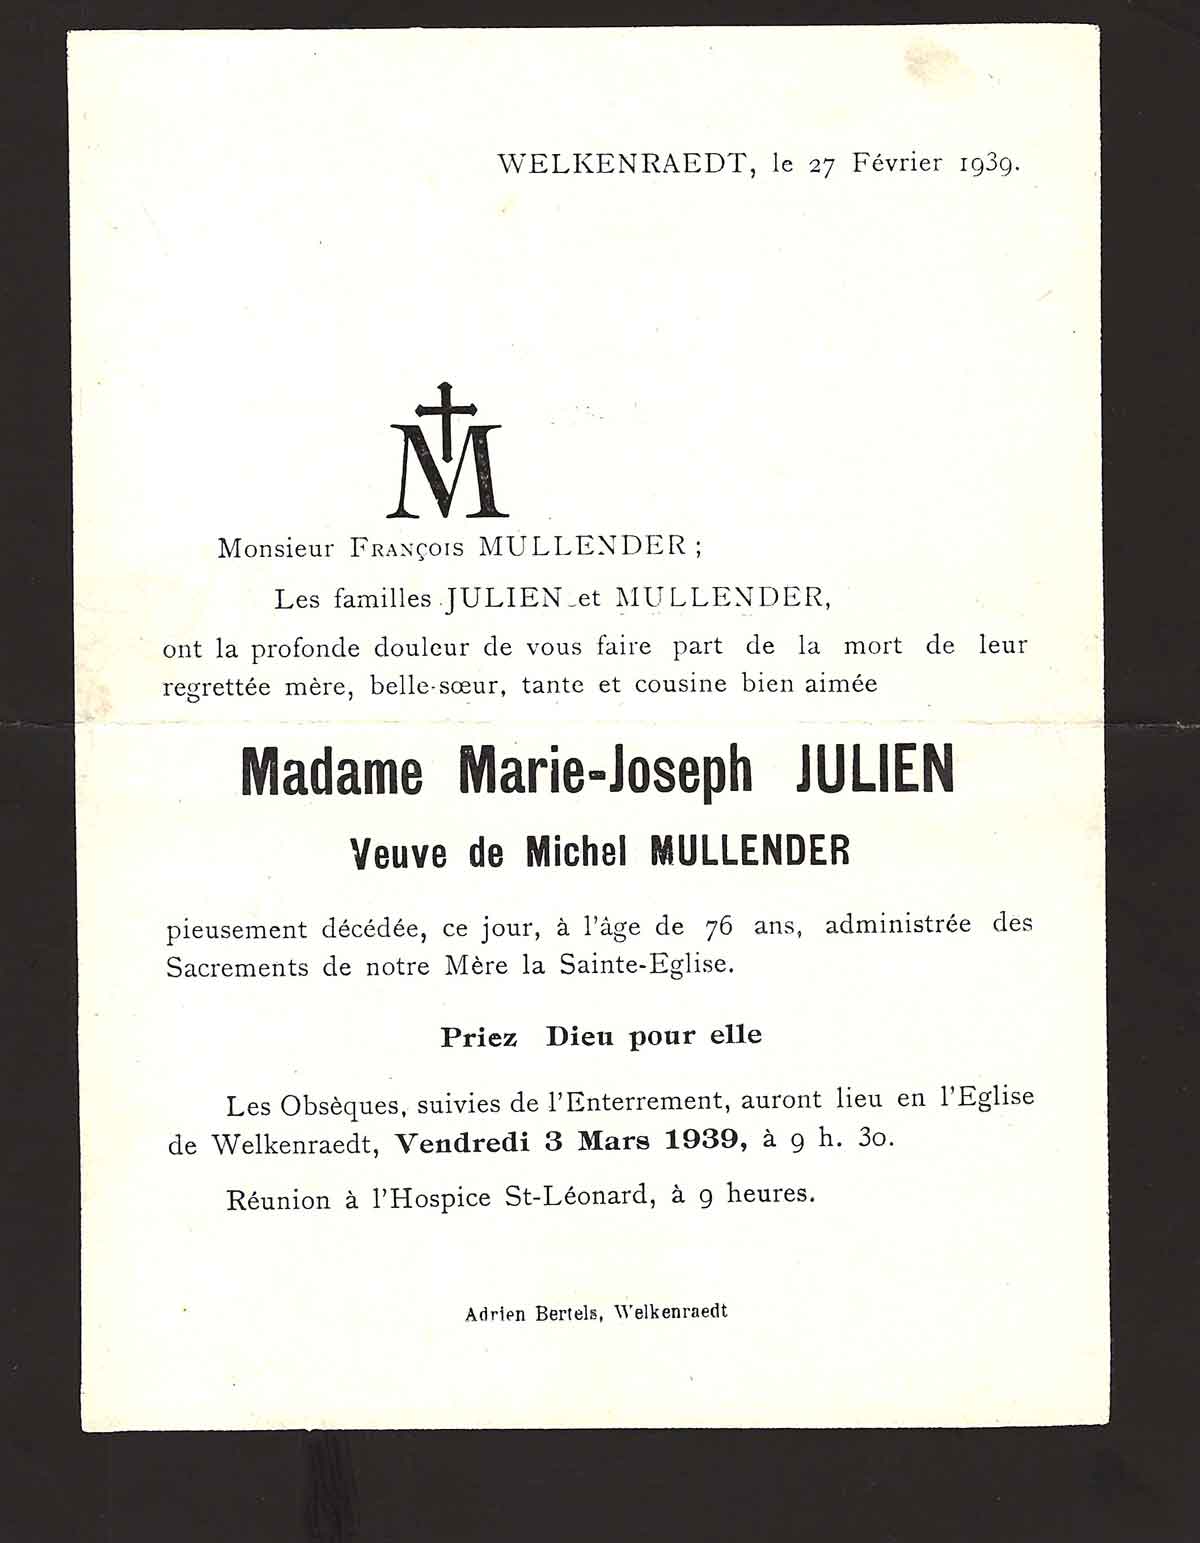 WELKENRAEDT, le 27 Février 1939.
M
Monsieur FRANÇOIS MULLENDER ;
Les familles JULIEN et MULLENDER,
ont la profonde douleur de vous faire part de la mort de leur
regrettée mère, belle-sœur, tante et cousine bien aimée
Madame Marie-Joseph JULIEN
Veuve de Michel MULLENDER
pieusement décédée, ce jour, à l'âge de 76 ans, administrée des
Sacrements de notre Mère la Sainte-Eglise.
Priez Dieu pour elle
Les Obsèques, suivies de l'Enterrement, auront lieu en l'Eglise
de Welkenraedt, Vendredi 3 Mars 1939, à 9 h. 30.
Réunion à l'Hospice St-Léonard, à 9 heures.
Adrien Bertels, Welkenraedt